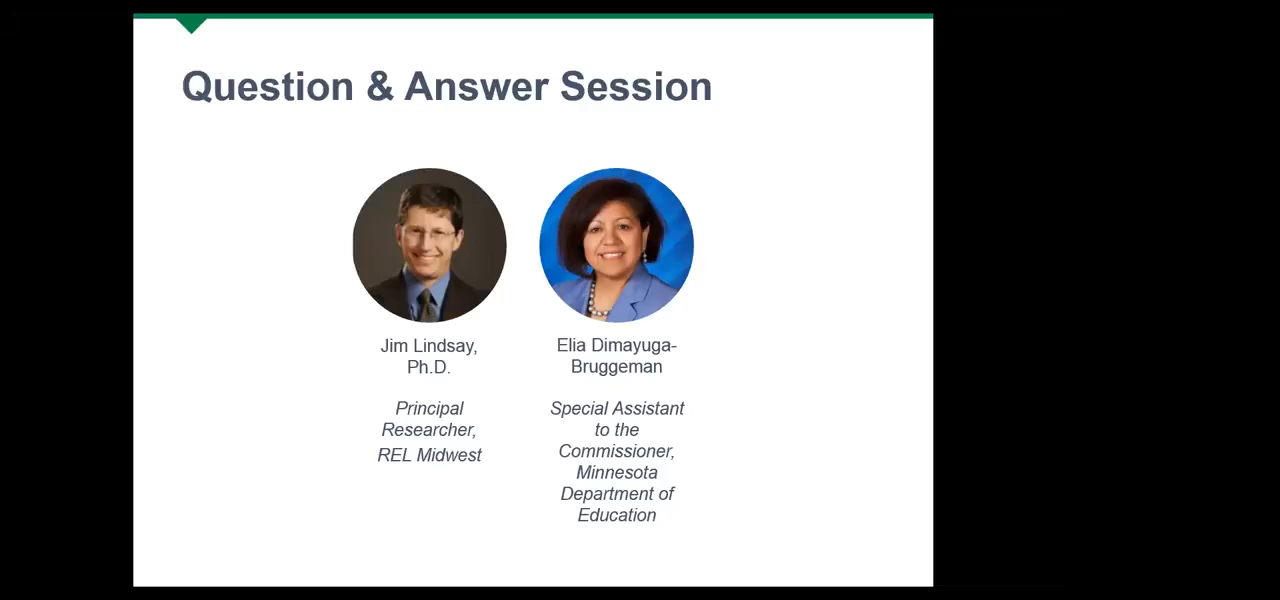 Question & Answer Session
Jim Lindsay,
Ph.D.
Principal
Researcher,
REL Midwest
Elia Dimayuga-
Bruggeman
Special Assistant
to the
Commissioner,
Minnesota
Department of
Education